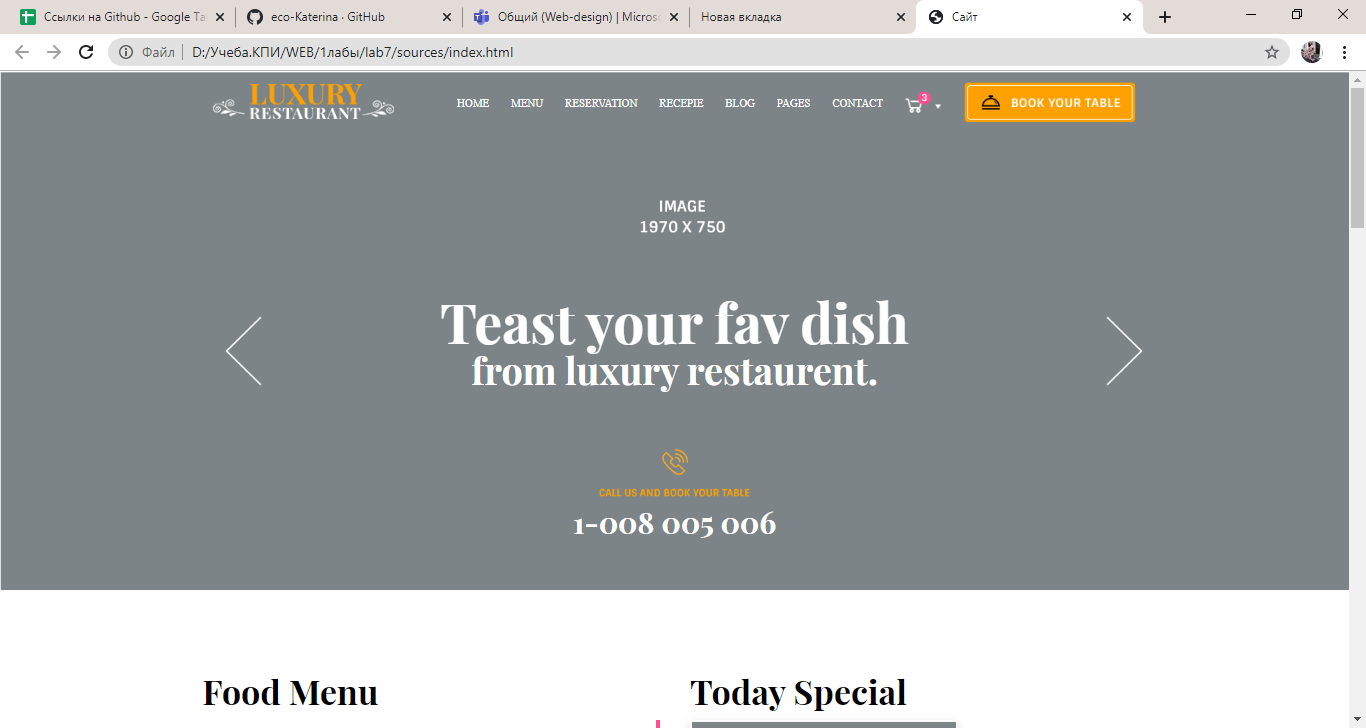 Ссылки на Github - Google Та
eco-Katerina · GitHub
Общий (Web-design) | Microso
Новая вкладка
Сайт
Файл D:/Учеба.КПИ/WEB/1лабы/lab7/sources/index.html
LUXURY
RESTAURANT
HOME MENU RESERVATION RECEPIE BLOG PAGES CONTACT 3 BOOK YOUR TABLE
IMAGE
1970 X 750
Teast your fav dish
from luxury restaurent.
CALL US AND BOOK YOUR TABLE
1-008 005 006
Food Menu
Today Special